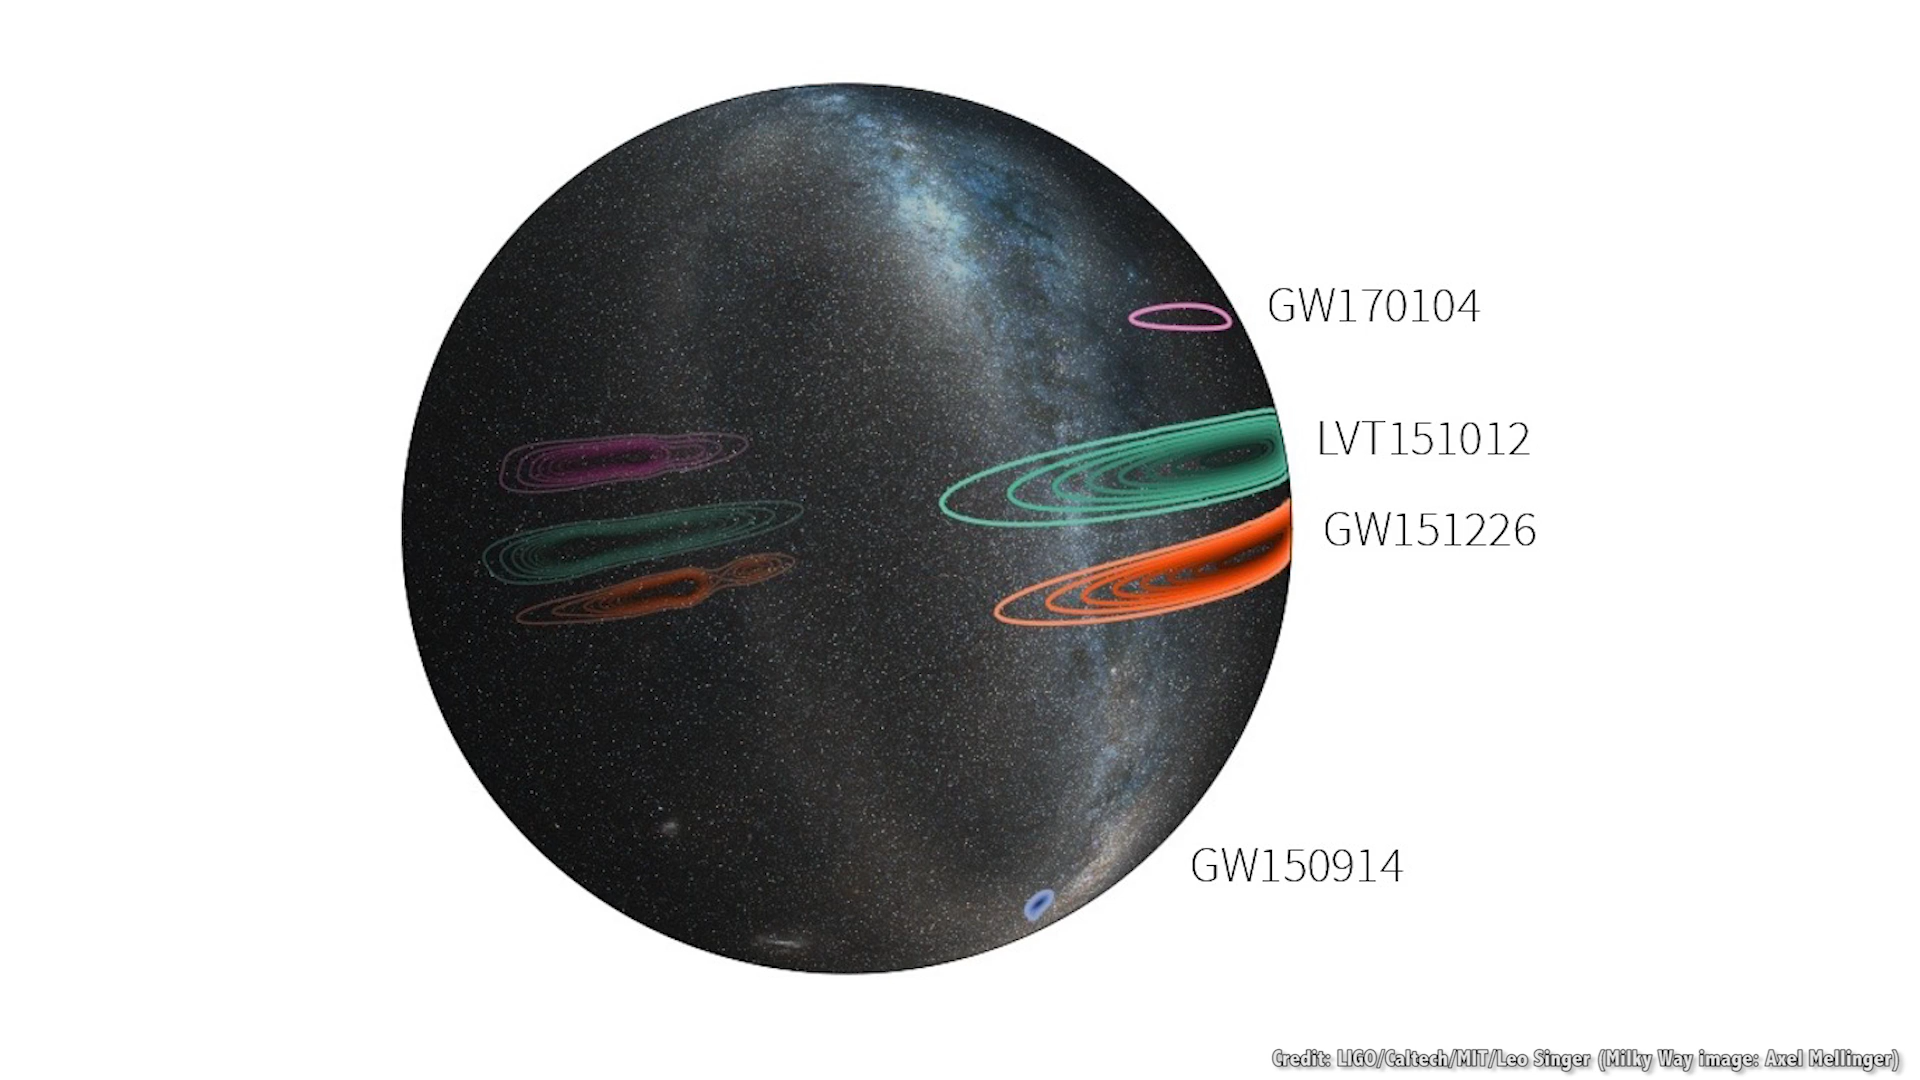 GW170104
LVT151012
GW151226
GW150914
Credit: LIGO/Caltech/MIT/Leo Singer (Milky Way image: Axel Mellinger)